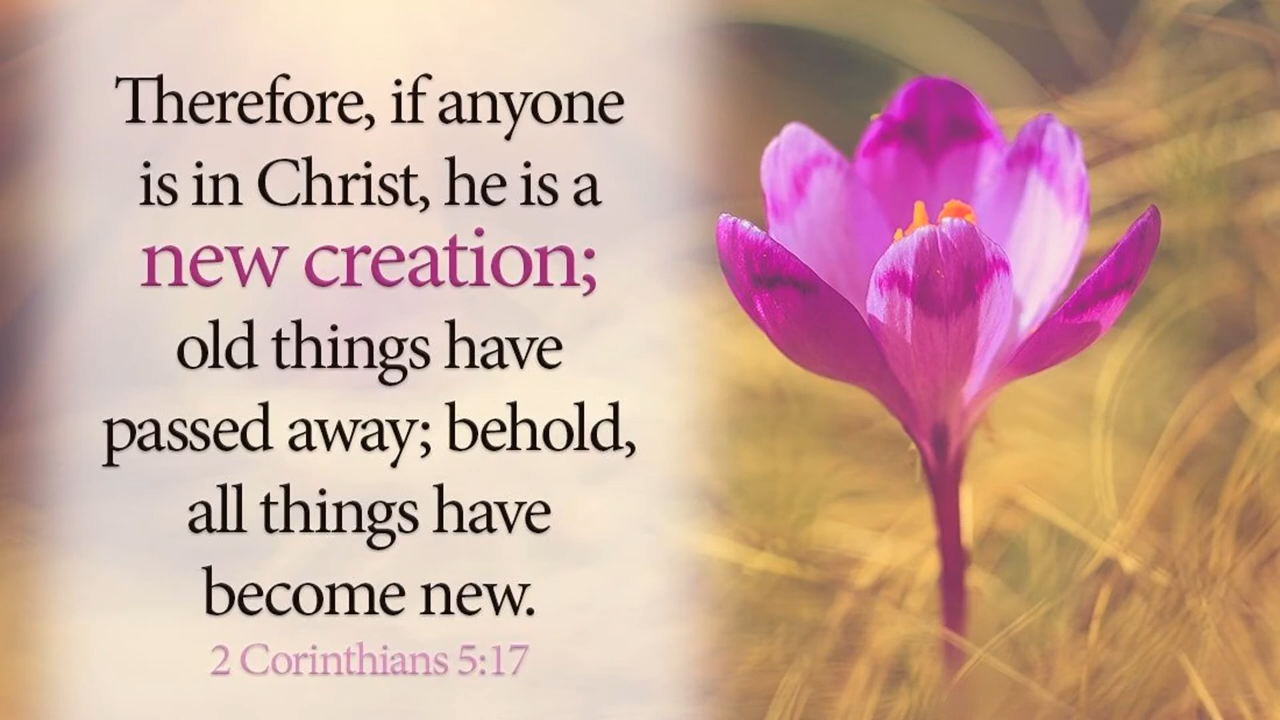 Therefore, if anyone
is in Christ, he is a
new creation;
old things have
passed away; behold,
all things have
become new.
2 Corinthians 5:17